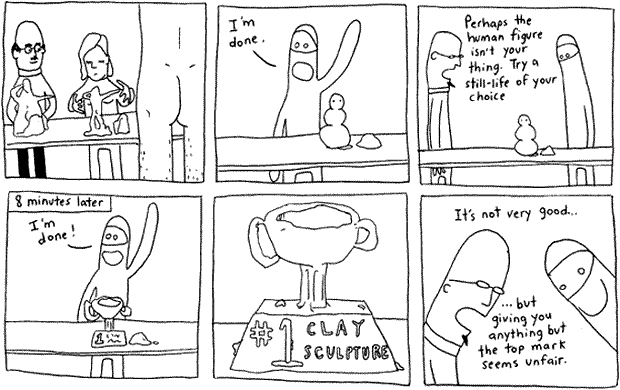 I'm
done.
Perhaps the
human figure
isn't your
thing. Try a
still-life of your
choice
8 minutes later
I'm
done!
#1 CLAY
SCULPTURE
It's not very good...
... but
giving you
anything but
the top mark
seems unfair.